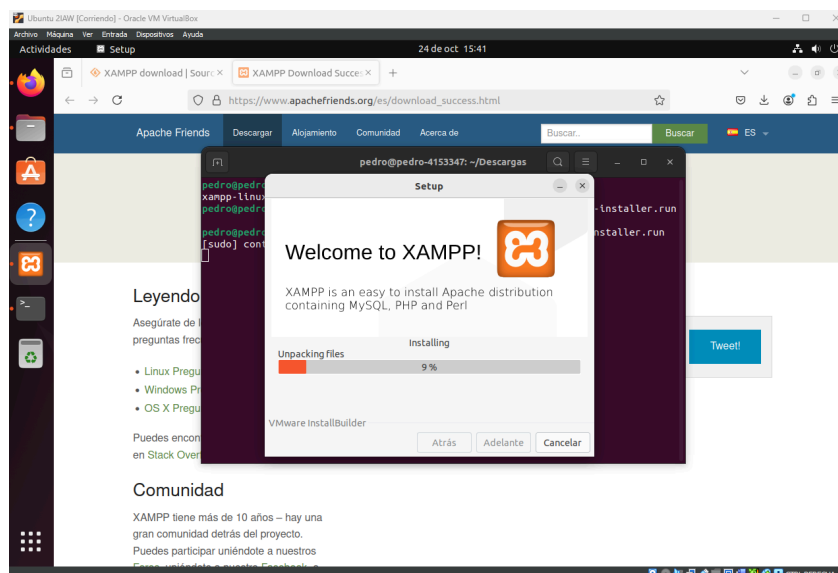 Ubuntu 2IAW [Corriendo] - Oracle VM VirtualBox
Archivo Máquina Ver Entrada Dispositivos Ayuda
Actividades Setup 24 de oct 15:41
XAMPP download | Sourc XAMPP Download Succes
https://www.apachefriends.org/es/download_success.html
Apache Friends Descargar Alojamiento Comunidad Acerca de Buscar.. Buscar ES
pedro@pedro-4153347: ~/Descargas
pedro@pedr
xampp-linux
pedro@pedr -installer.run
pedro@pedr nstaller.run
[sudo] cont
Setup
Welcome to XAMPP!
XAMPP is an easy to install Apache distribution
containing MySQL, PHP and Perl
Installing
Unpacking files
9 %
VMware InstallBuilder
Atrás Adelante Cancelar
Leyendo
Asegúrate de l
preguntas frec
Linux Pregu
Windows Pr
OS X Pregu
Tweet!
Puedes encon
en Stack Over
Comunidad
XAMPP tiene más de 10 años – hay una
gran comunidad detrás del proyecto.
Puedes participar uniéndote a nuestros